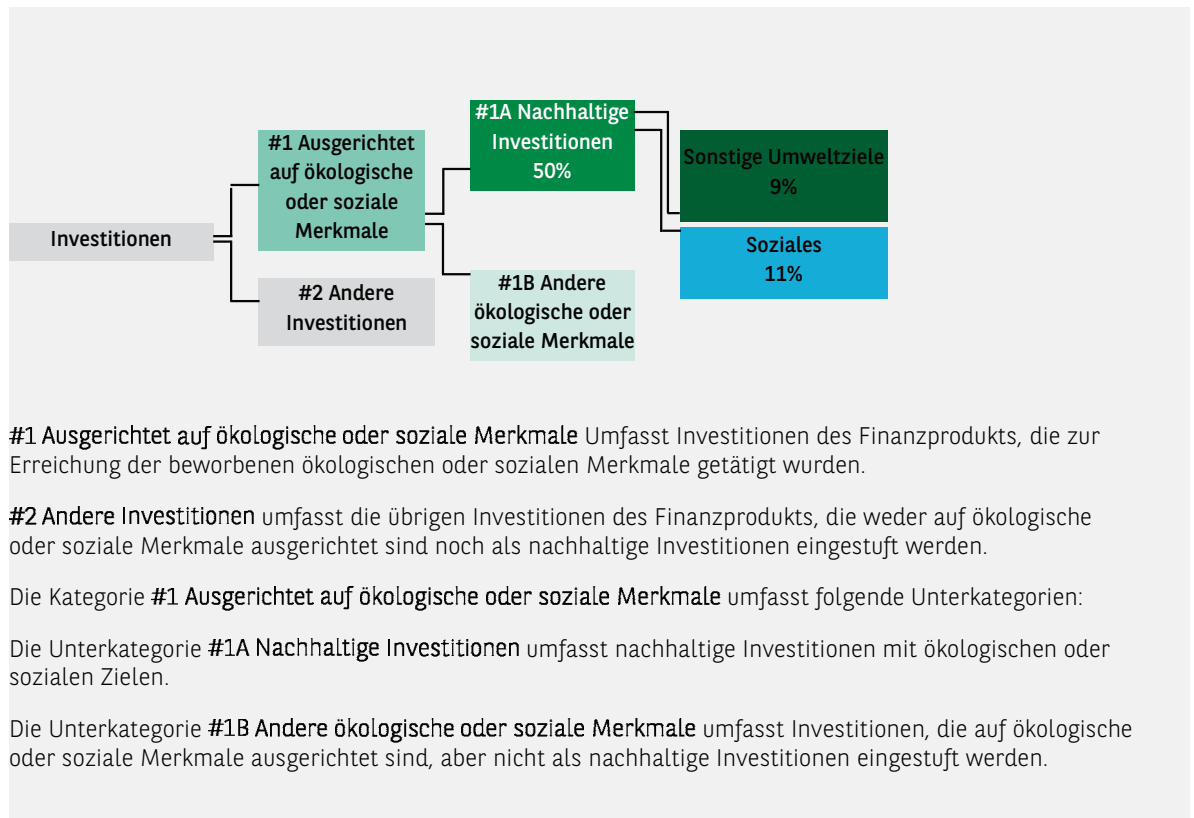 Investitionen
#1 Ausgerichtet
auf ökologische
oder soziale
Merkmale
#2 Andere
Investitionen
#1A Nachhaltige
Investitionen
50%
#1B Andere
ökologische oder
soziale Merkmale
Sonstige Umweltziele
9%
Soziales
11%
#1 Ausgerichtet auf ökologische oder soziale Merkmale Umfasst Investitionen des Finanzprodukts, die zur
Erreichung der beworbenen ökologischen oder sozialen Merkmale getätigt wurden.
#2 Andere Investitionen umfasst die übrigen Investitionen des Finanzprodukts, die weder auf ökologische
oder soziale Merkmale ausgerichtet sind noch als nachhaltige Investitionen eingestuft werden.
Die Kategorie #1 Ausgerichtet auf ökologische oder soziale Merkmale umfasst folgende Unterkategorien:
Die Unterkategorie #1A Nachhaltige Investitionen umfasst nachhaltige Investitionen mit ökologischen oder
sozialen Zielen.
Die Unterkategorie #1B Andere ökologische oder soziale Merkmale umfasst Investitionen, die auf ökologische
oder soziale Merkmale ausgerichtet sind, aber nicht als nachhaltige Investitionen eingestuft werden.